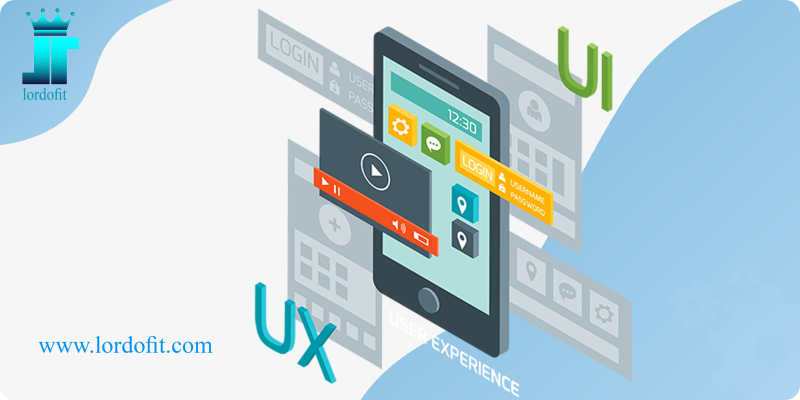 lordofit
UI
LOGIN
USER
PASS
12:30
LOGIN
USERNAME
PASSWORD
UX
USER EXPERIENCE
www.lordofit.com